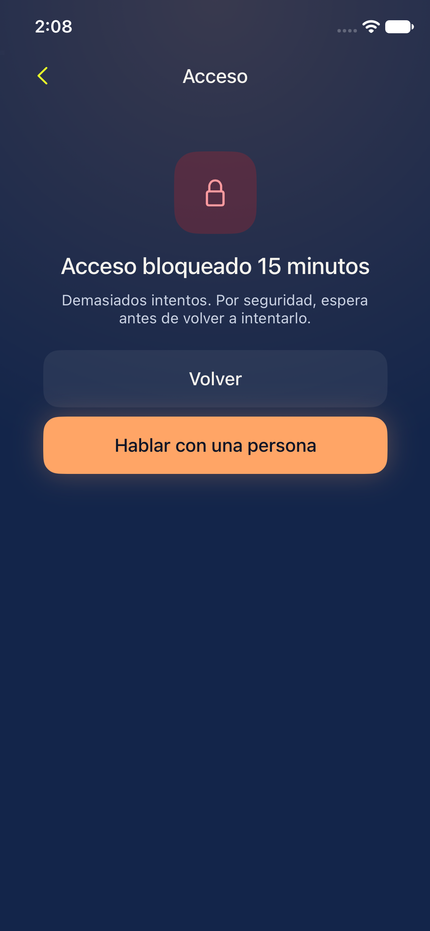 2:08
Acceso
Acceso bloqueado 15 minutos
Demasiados intentos. Por seguridad, espera
antes de volver a intentarlo.
Volver
Hablar con una persona